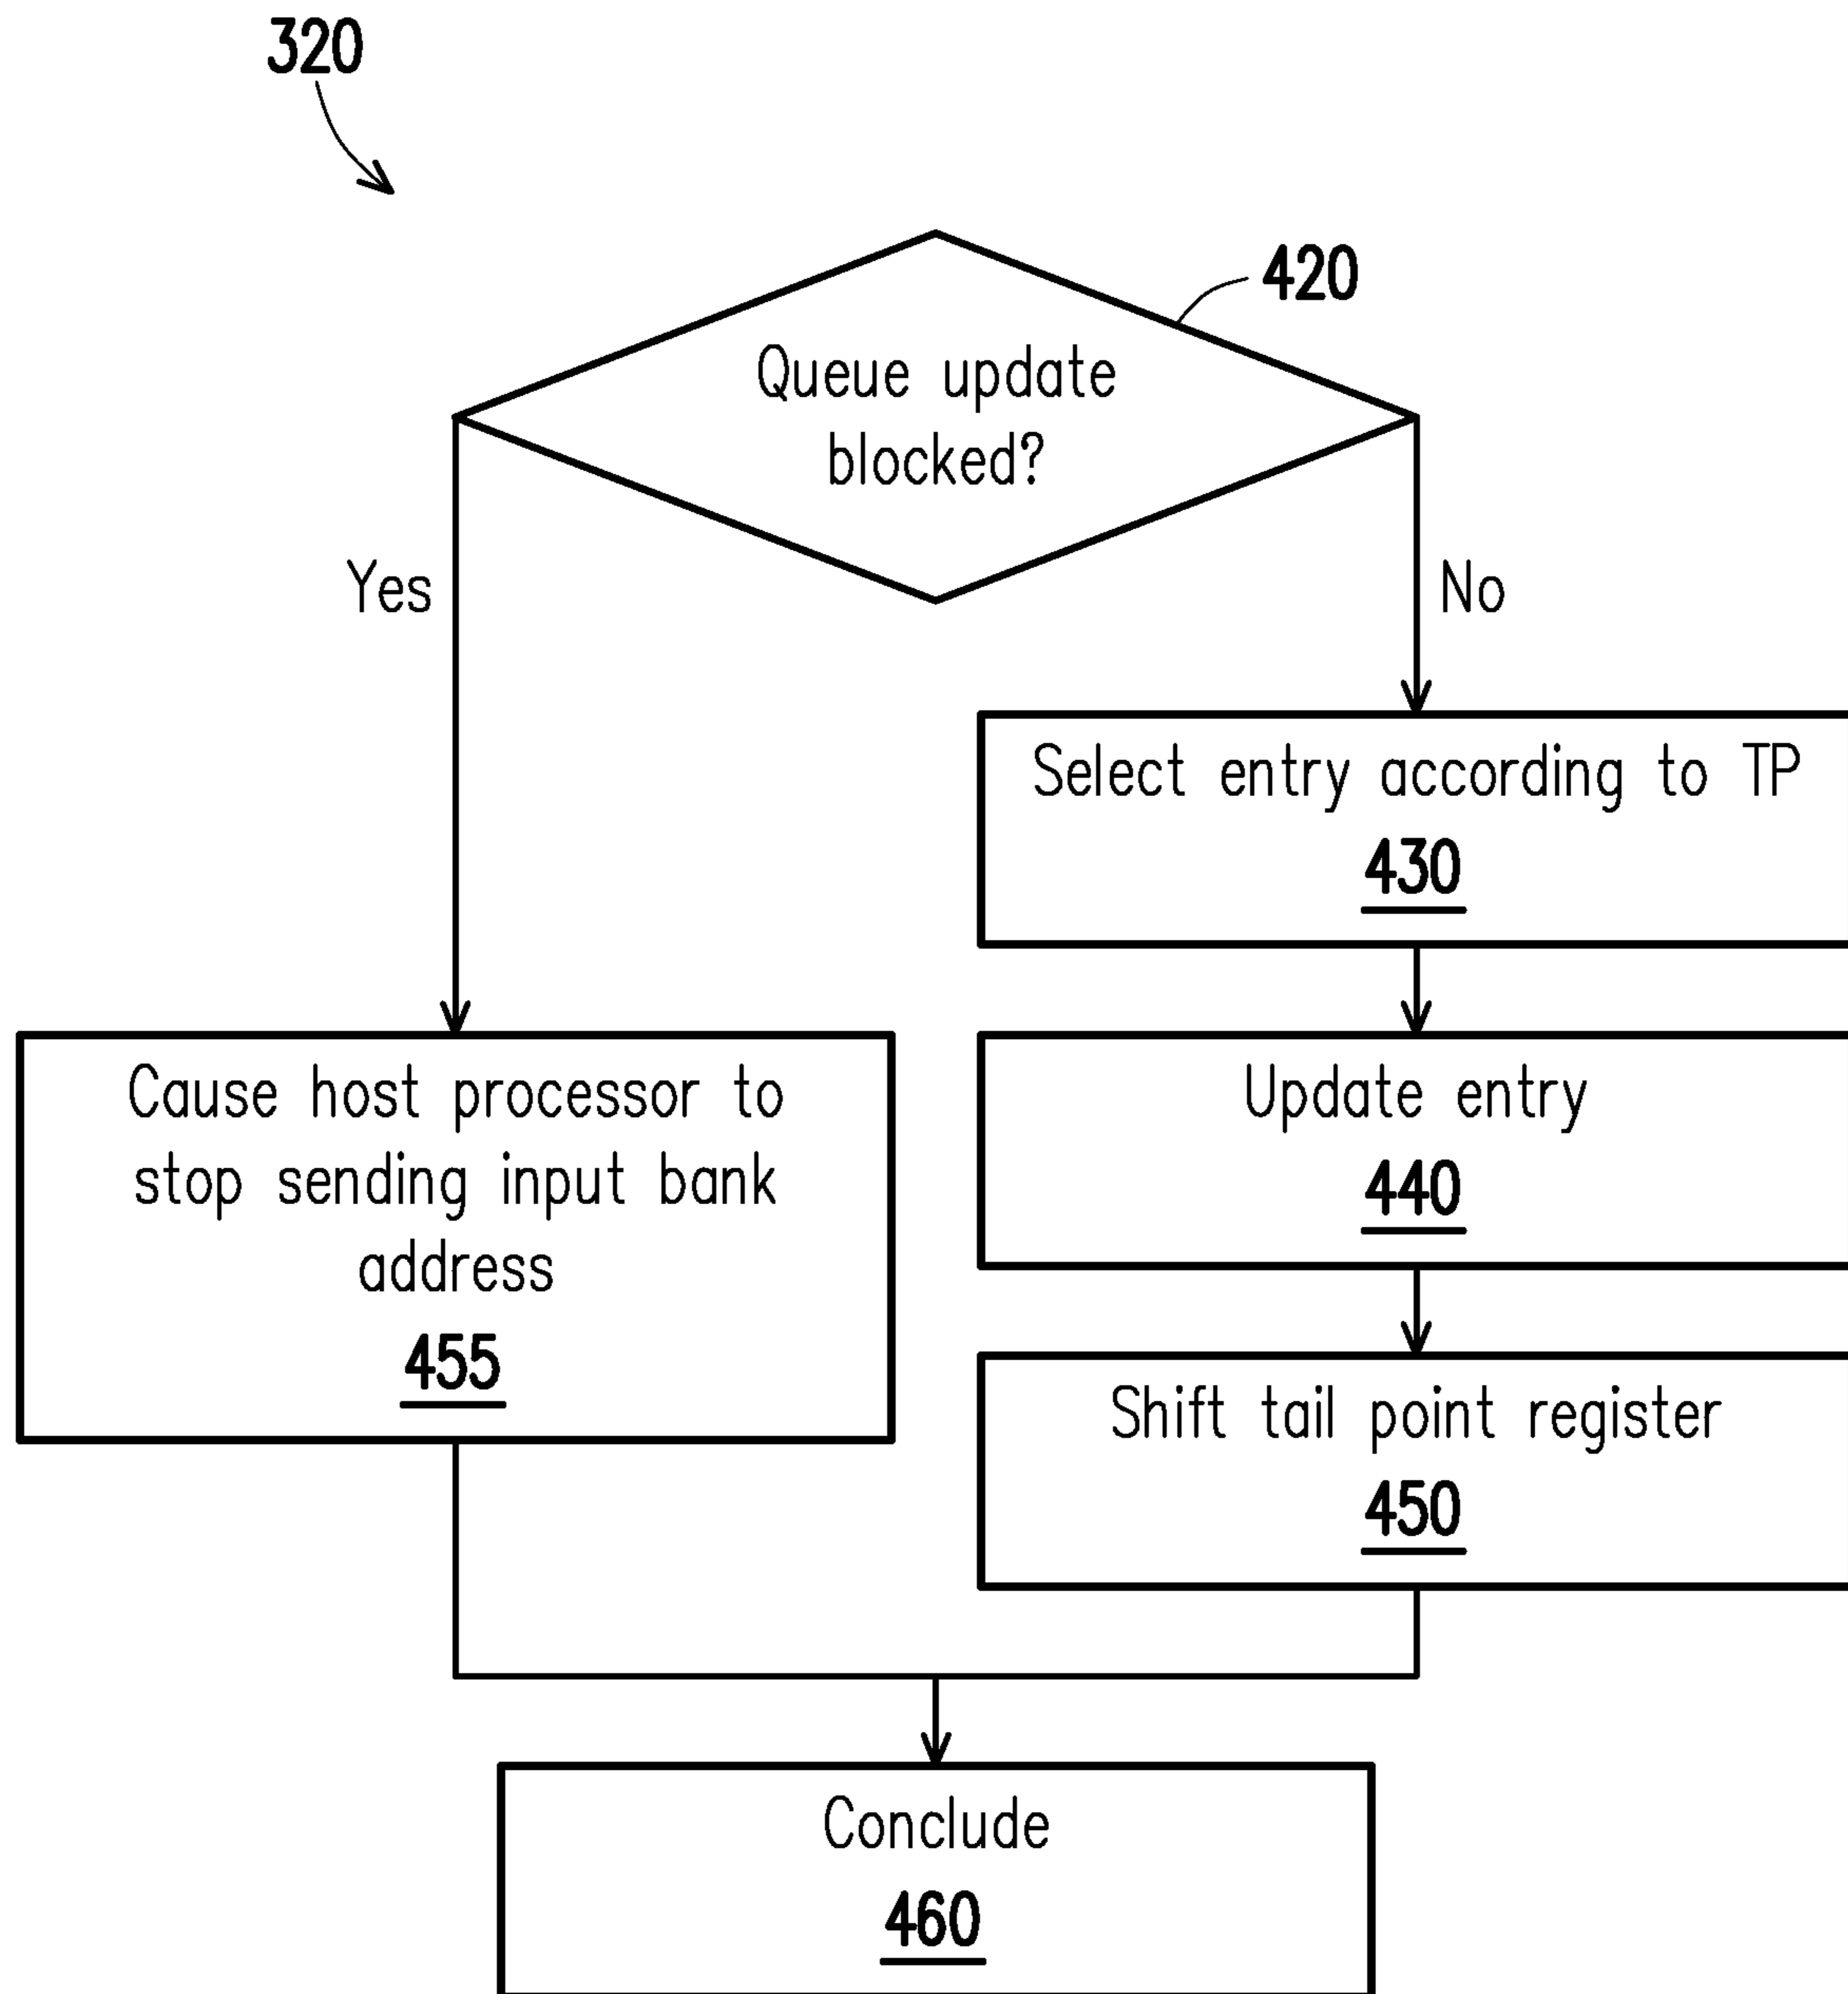 320
420
Queue update
blocked?
Yes
No
Select entry according to TP
430
Cause host processor to
stop sending input bank
address
455
Update entry
440
Shift tail point register
450
Conclude
460